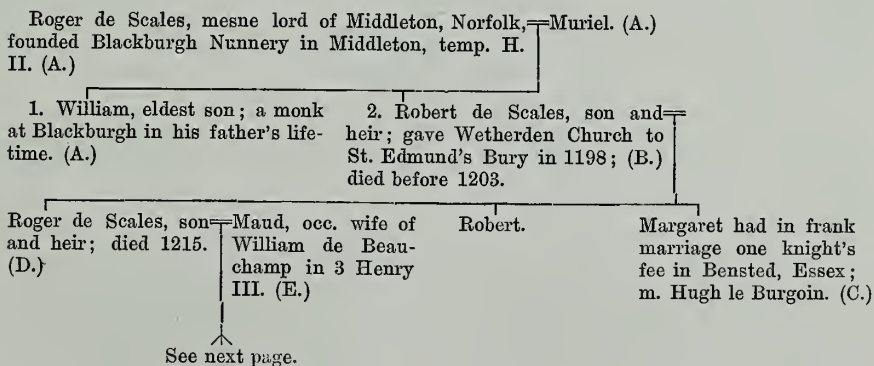 Roger de Scales, mesne lord of Middleton, Norfolk,
founded Blackburgh Nunnery in Middleton, temp. H.
II. (A.)
Muriel. (A.)
1. William, eldest son; a monk
at Blackburgh in his father's life-
time. (A.)
2. Robert de Scales, son and
heir; gave Wetherden Church to
St. Edmund's Bury in 1198; (B.)
died before 1203.
Roger de Scales, son
and heir; died 1215.
(D.)
Maud, occ. wife of
William de Beau-
champ in 3 Henry
III. (E.)
Robert.
Margaret had in frank
marriage one knight's
fee in Bensted, Essex;
m. Hugh le Burgoin. (C.)
See next page.